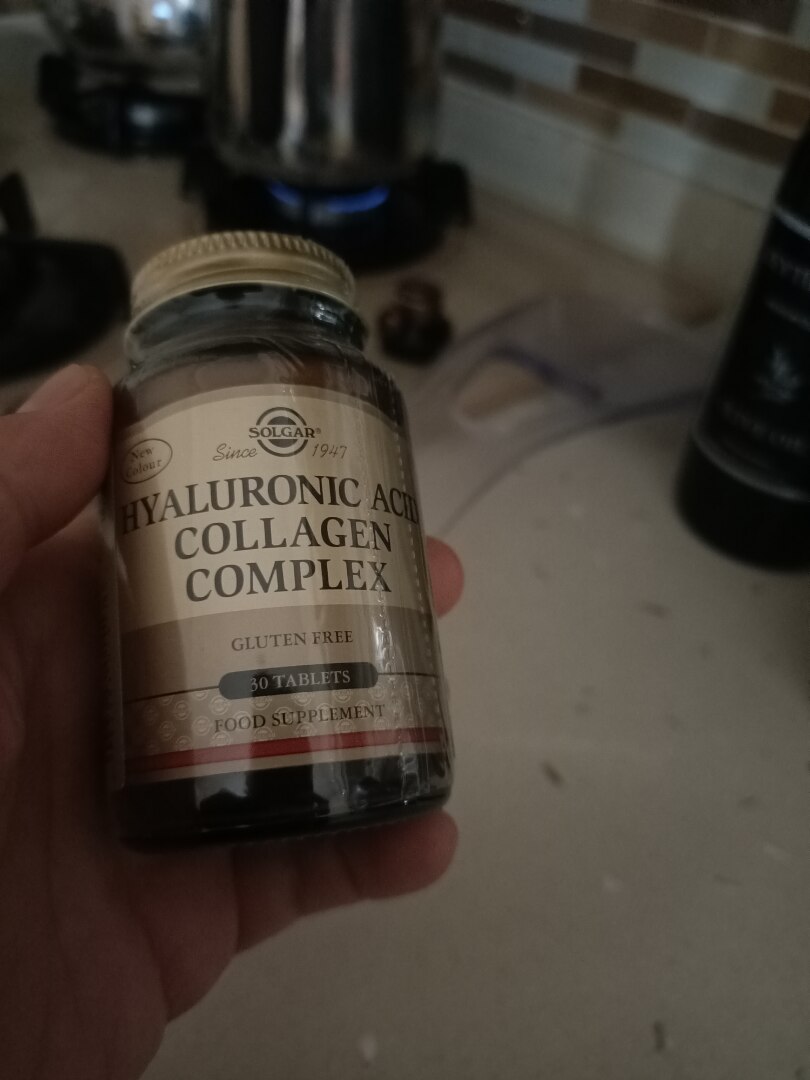 SOLGAR®
Since 1947
New
Colour
HYALURONIC ACID
COLLAGEN
COMPLEX
GLUTEN FREE
30 TABLETS
FOOD SUPPLEMENT